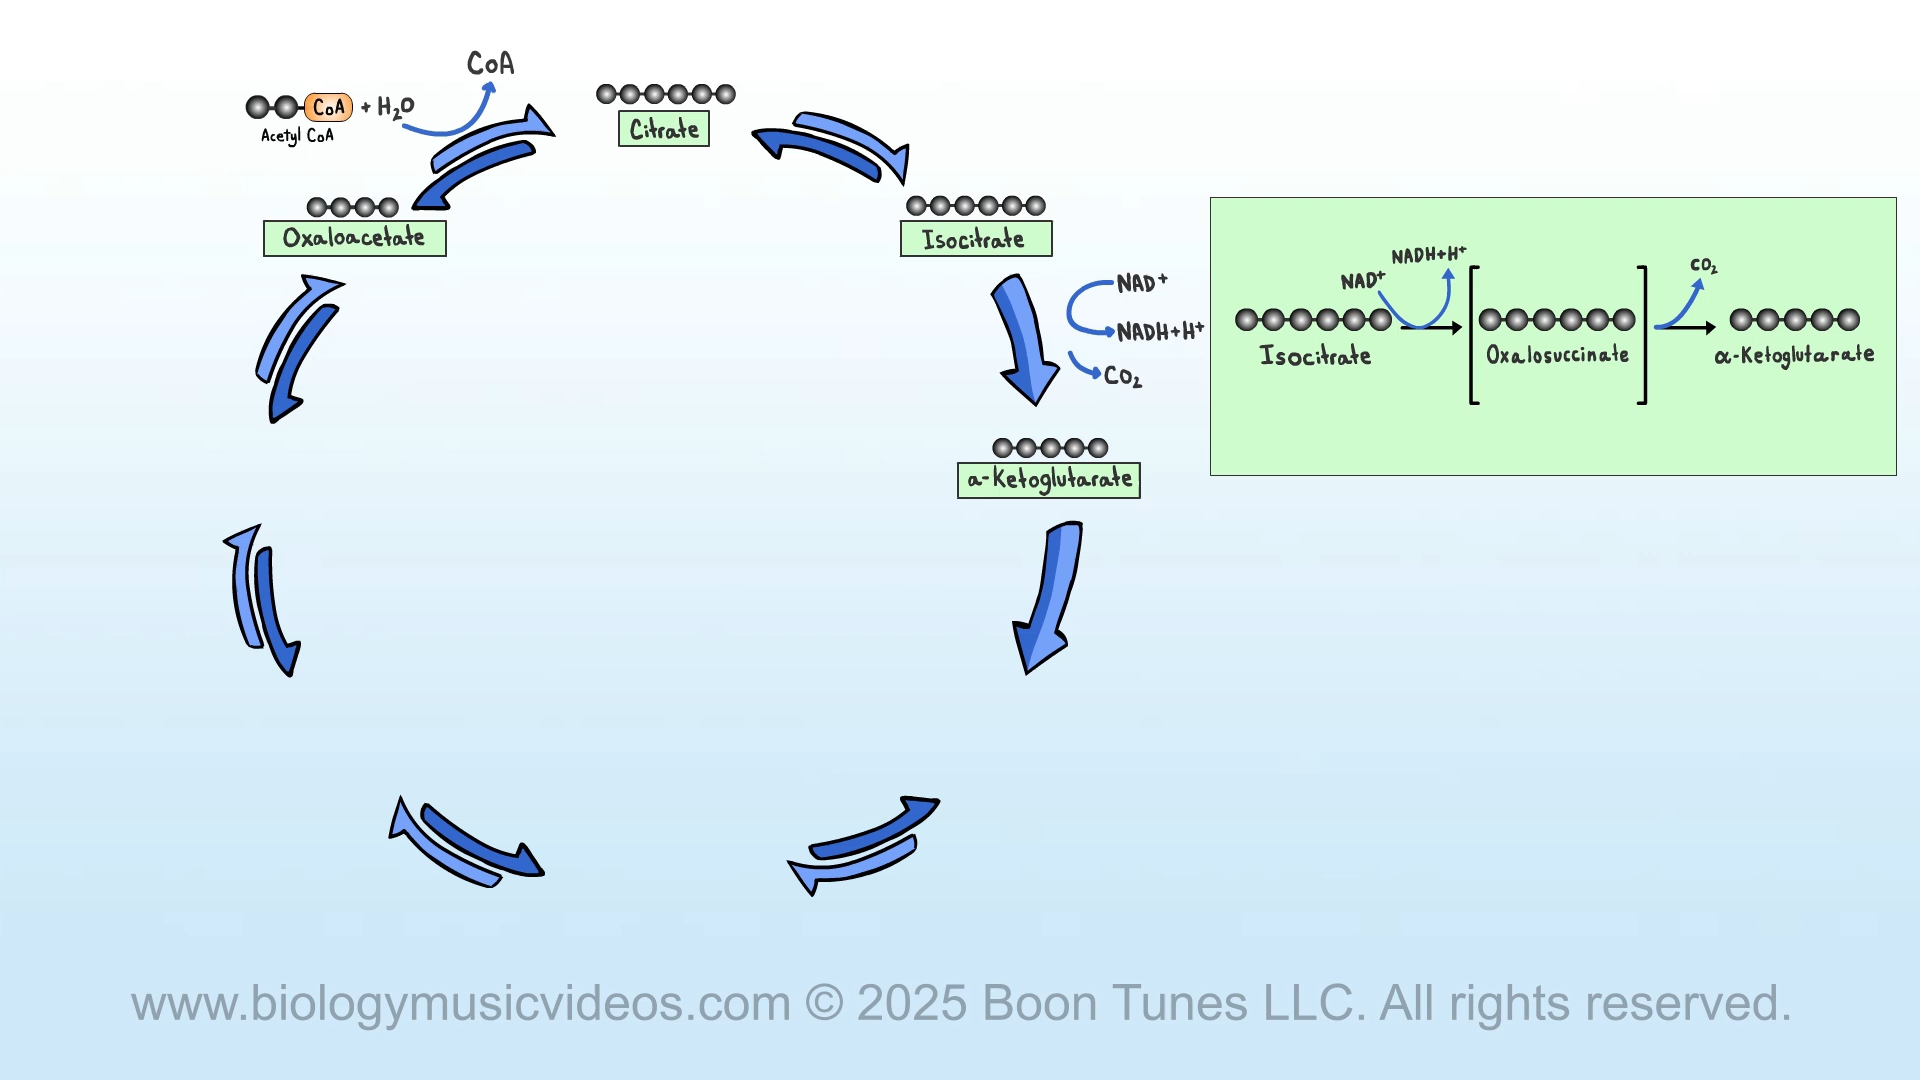 CoA
CoA + H₂O
Acetyl CoA
Citrate
Oxaloacetate
Isocitrate
NAD⁺
NADH+H⁺
CO₂
α-Ketoglutarate
NAD⁺
NADH+H⁺
CO₂
Isocitrate
Oxalosuccinate
α-Ketoglutarate
www.biologymusicvideos.com © 2025 Boon Tunes LLC. All rights reserved.